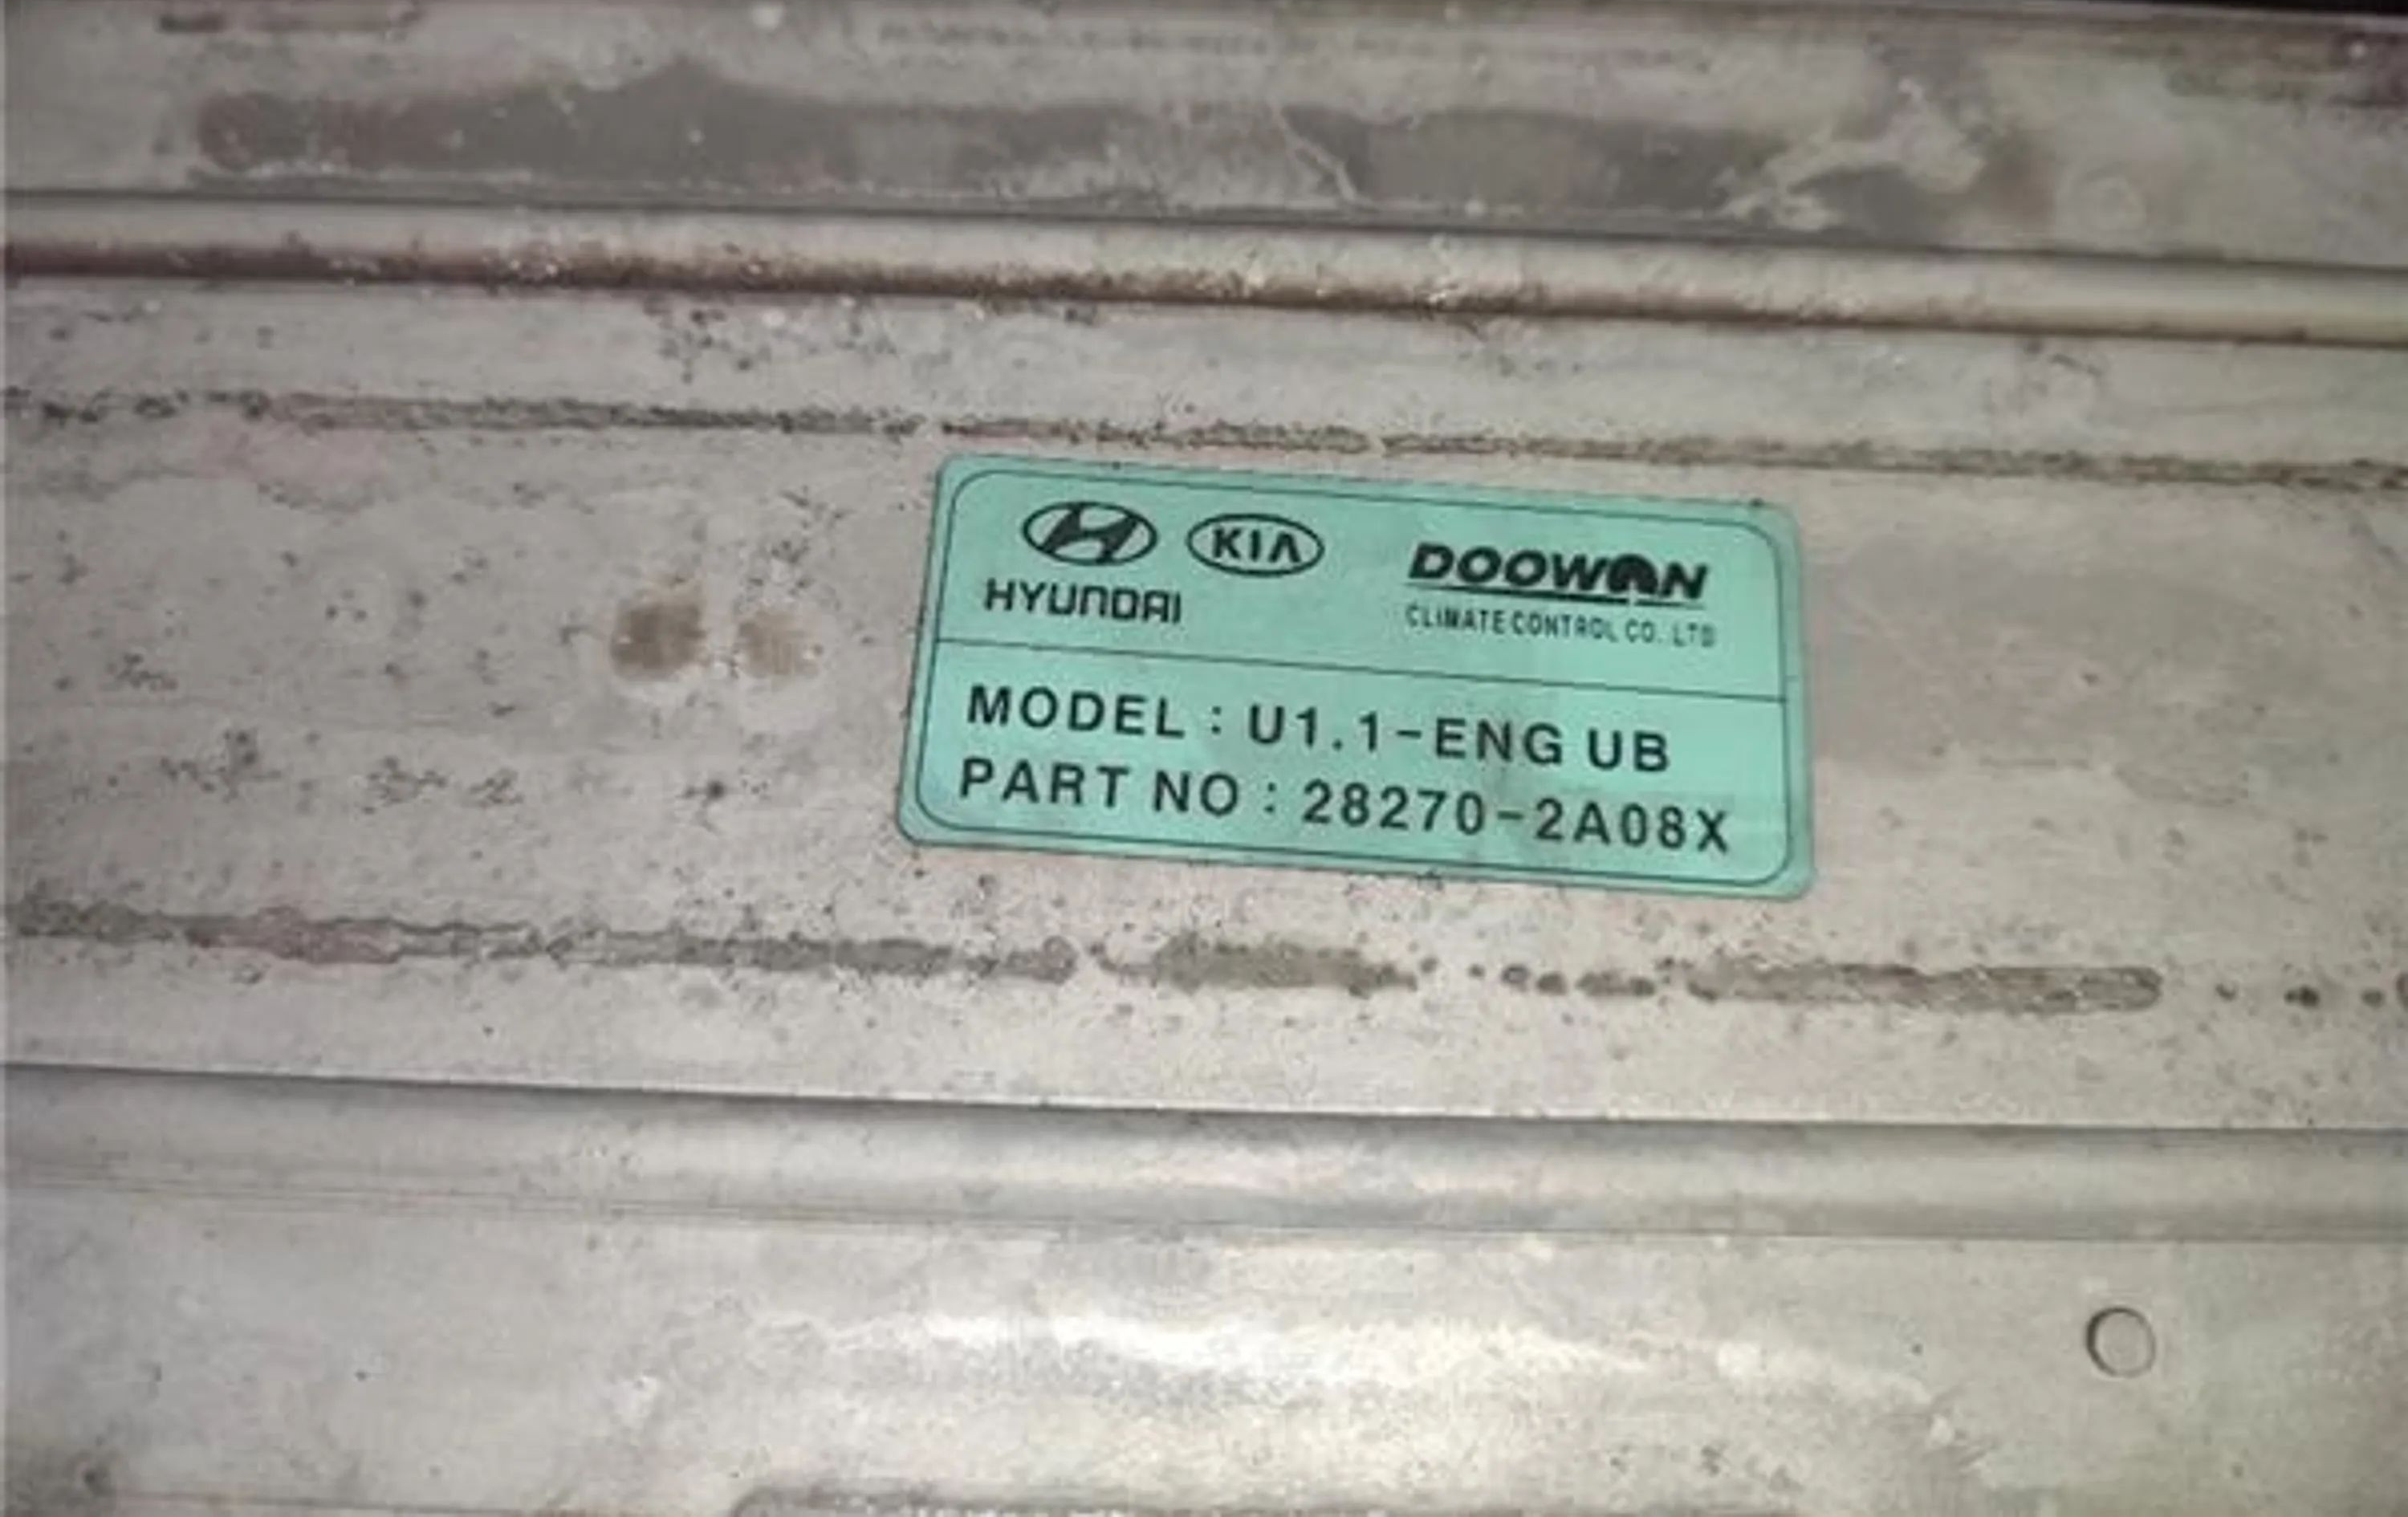 KIA DOOWON
HYUNDAI CLIMATE CONTROL CO. LTD
MODEL : U1.1-ENG UB
PART NO : 28270-2A08X